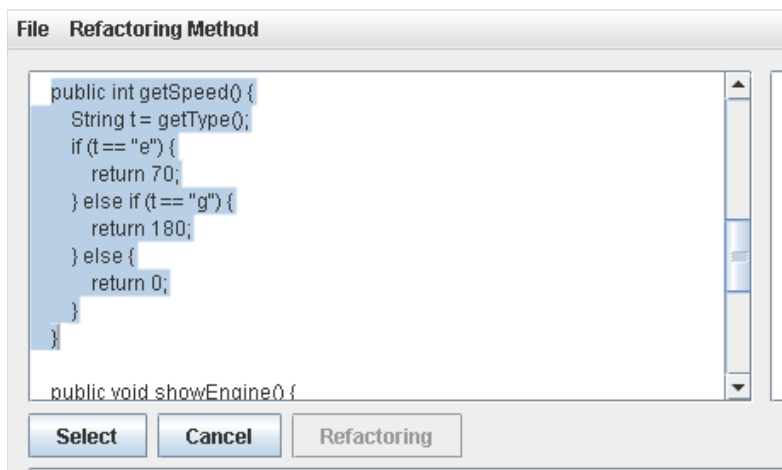 File Refactoring Method
public int getSpeed() {
String t = getType();
if (t == "e") {
return 70;
} else if (t == "g") {
return 180;
} else {
return 0;
}
}
public void showEngine() {
Select Cancel Refactoring